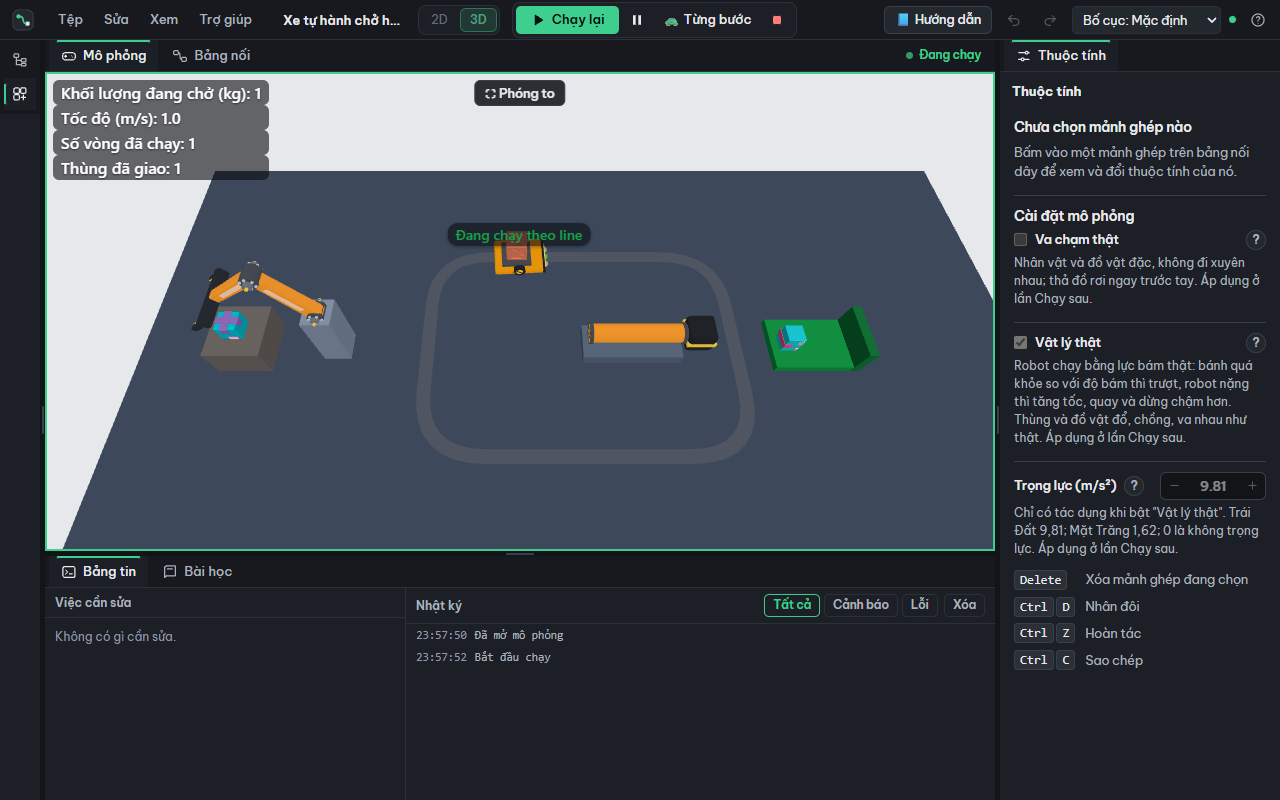 Tệp Sửa Xem Trợ giúp Xe tự hành chở h... 2D 3D Chạy lại Từng bước Hướng dẫn Bố cục: Mặc định
Mô phỏng Bảng nối Đang chạy
Khối lượng đang chở (kg): 1
Tốc độ (m/s): 1.0
Số vòng đã chạy: 1
Thùng đã giao: 1
Phóng to
Đang chạy theo line
Bảng tin Bài học
Việc cần sửa
Không có gì cần sửa.
Nhật ký Tất cả Cảnh báo Lỗi Xóa
23:57:50 Đã mở mô phỏng
23:57:52 Bắt đầu chạy
Thuộc tính
Thuộc tính
Chưa chọn mảnh ghép nào
Bấm vào một mảnh ghép trên bảng nối
dây để xem và đổi thuộc tính của nó.
Cài đặt mô phỏng
Va chạm thật ?
Nhân vật và đồ vật đặc, không đi xuyên
nhau; thả đồ rơi ngay trước tay. Áp dụng ở
lần Chạy sau.
Vật lý thật ?
Robot chạy bằng lực bám thật: bánh quá
khỏe so với độ bám thì trượt, robot nặng
thì tăng tốc, quay và dừng chậm hơn.
Thùng và đồ vật đổ, chồng, va nhau như
thật. Áp dụng ở lần Chạy sau.
Trọng lực (m/s²) ? − 9.81 +
Chỉ có tác dụng khi bật "Vật lý thật". Trái
Đất 9,81; Mặt Trăng 1,62; 0 là không trọng
lực. Áp dụng ở lần Chạy sau.
Delete Xóa mảnh ghép đang chọn
Ctrl D Nhân đôi
Ctrl Z Hoàn tác
Ctrl C Sao chép